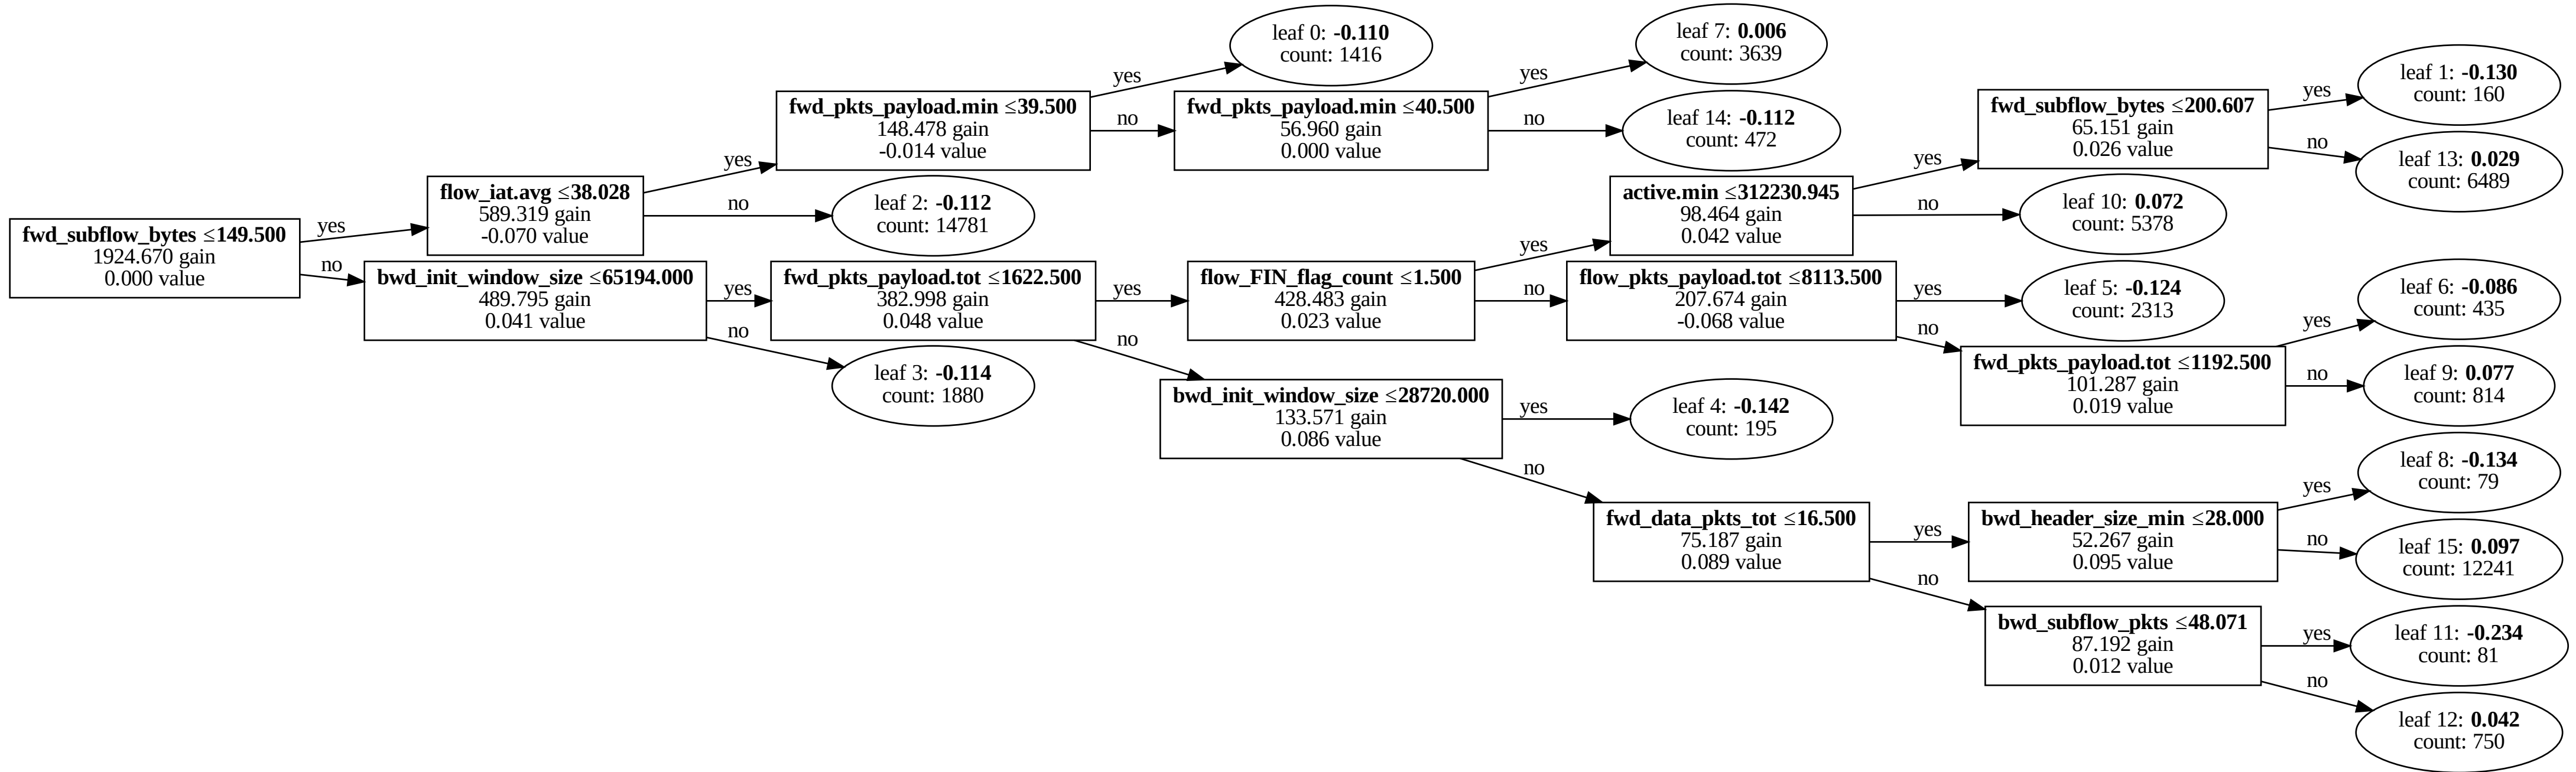 fwd_subflow_bytes ≤149.500
1924.670 gain
0.000 value
yes
no
flow_iat.avg ≤38.028
589.319 gain
-0.070 value
yes
no
fwd_pkts_payload.min ≤39.500
148.478 gain
-0.014 value
yes
no
leaf 0: -0.110
count: 1416
fwd_pkts_payload.min ≤40.500
56.960 gain
0.000 value
yes
no
leaf 7: 0.006
count: 3639
leaf 14: -0.112
count: 472
leaf 2: -0.112
count: 14781
bwd_init_window_size ≤65194.000
489.795 gain
0.041 value
yes
no
fwd_pkts_payload.tot ≤1622.500
382.998 gain
0.048 value
yes
no
leaf 3: -0.114
count: 1880
flow_FIN_flag_count ≤1.500
428.483 gain
0.023 value
yes
no
active.min ≤312230.945
98.464 gain
0.042 value
yes
no
fwd_subflow_bytes ≤200.607
65.151 gain
0.026 value
yes
no
leaf 1: -0.130
count: 160
leaf 13: 0.029
count: 6489
leaf 10: 0.072
count: 5378
flow_pkts_payload.tot ≤8113.500
207.674 gain
-0.068 value
yes
no
leaf 5: -0.124
count: 2313
fwd_pkts_payload.tot ≤1192.500
101.287 gain
0.019 value
yes
no
leaf 6: -0.086
count: 435
leaf 9: 0.077
count: 814
bwd_init_window_size ≤28720.000
133.571 gain
0.086 value
yes
no
leaf 4: -0.142
count: 195
fwd_data_pkts_tot ≤16.500
75.187 gain
0.089 value
yes
no
bwd_header_size_min ≤28.000
52.267 gain
0.095 value
yes
no
leaf 8: -0.134
count: 79
leaf 15: 0.097
count: 12241
bwd_subflow_pkts ≤48.071
87.192 gain
0.012 value
yes
no
leaf 11: -0.234
count: 81
leaf 12: 0.042
count: 750